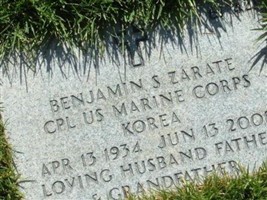 BENJAMIN S ZARATE
CPL US MARINE CORPS
KOREA
APR 13 1934 JUN 13
LOVING HUSBAND FATHER
& GRANDFATHER